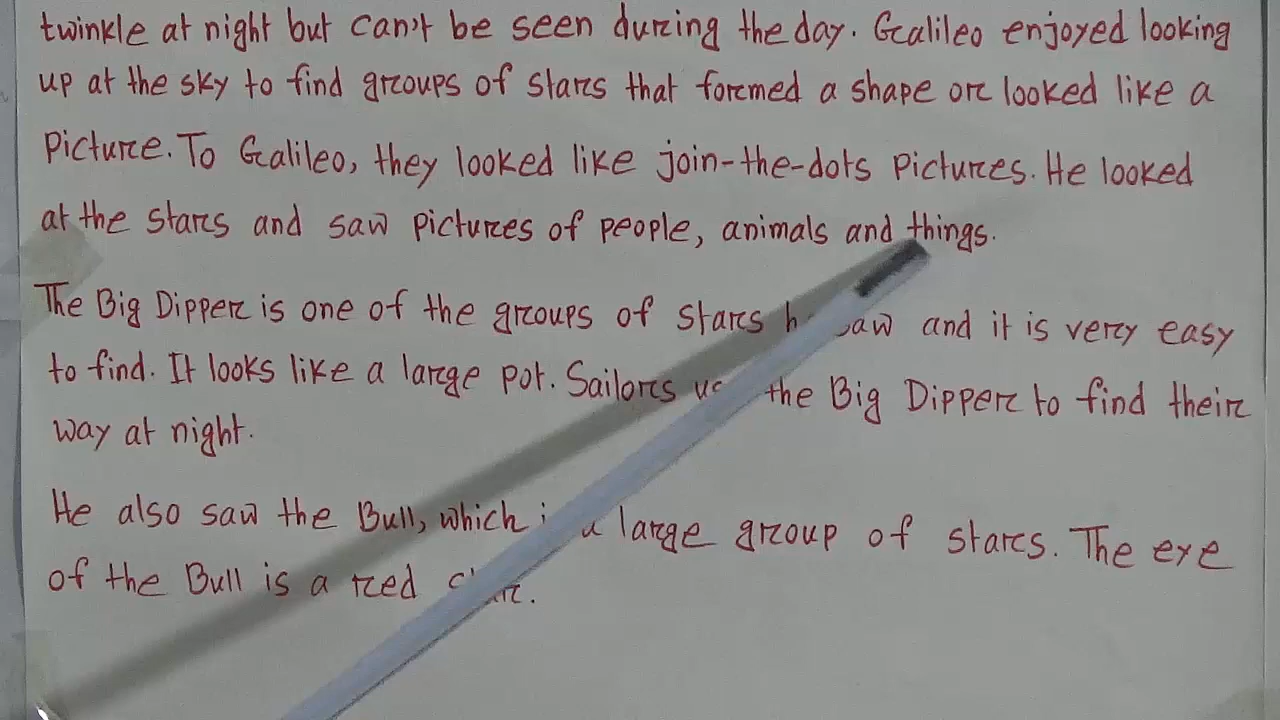 twinkle at night but can't be seen during the day. Galileo enjoyed looking
up at the sky to find groups of stars that formed a shape or looked like a
picture. To Galileo, they looked like join-the-dots pictures. He looked
at the stars and saw pictures of people, animals and things.
The Big Dipper is one of the groups of stars and it is very easy
to find. It looks like a large pot. Sailors the Big Dipper to find their
way at night.
He also saw the Bull, which a large group of stars. The eye
of the Bull is a red